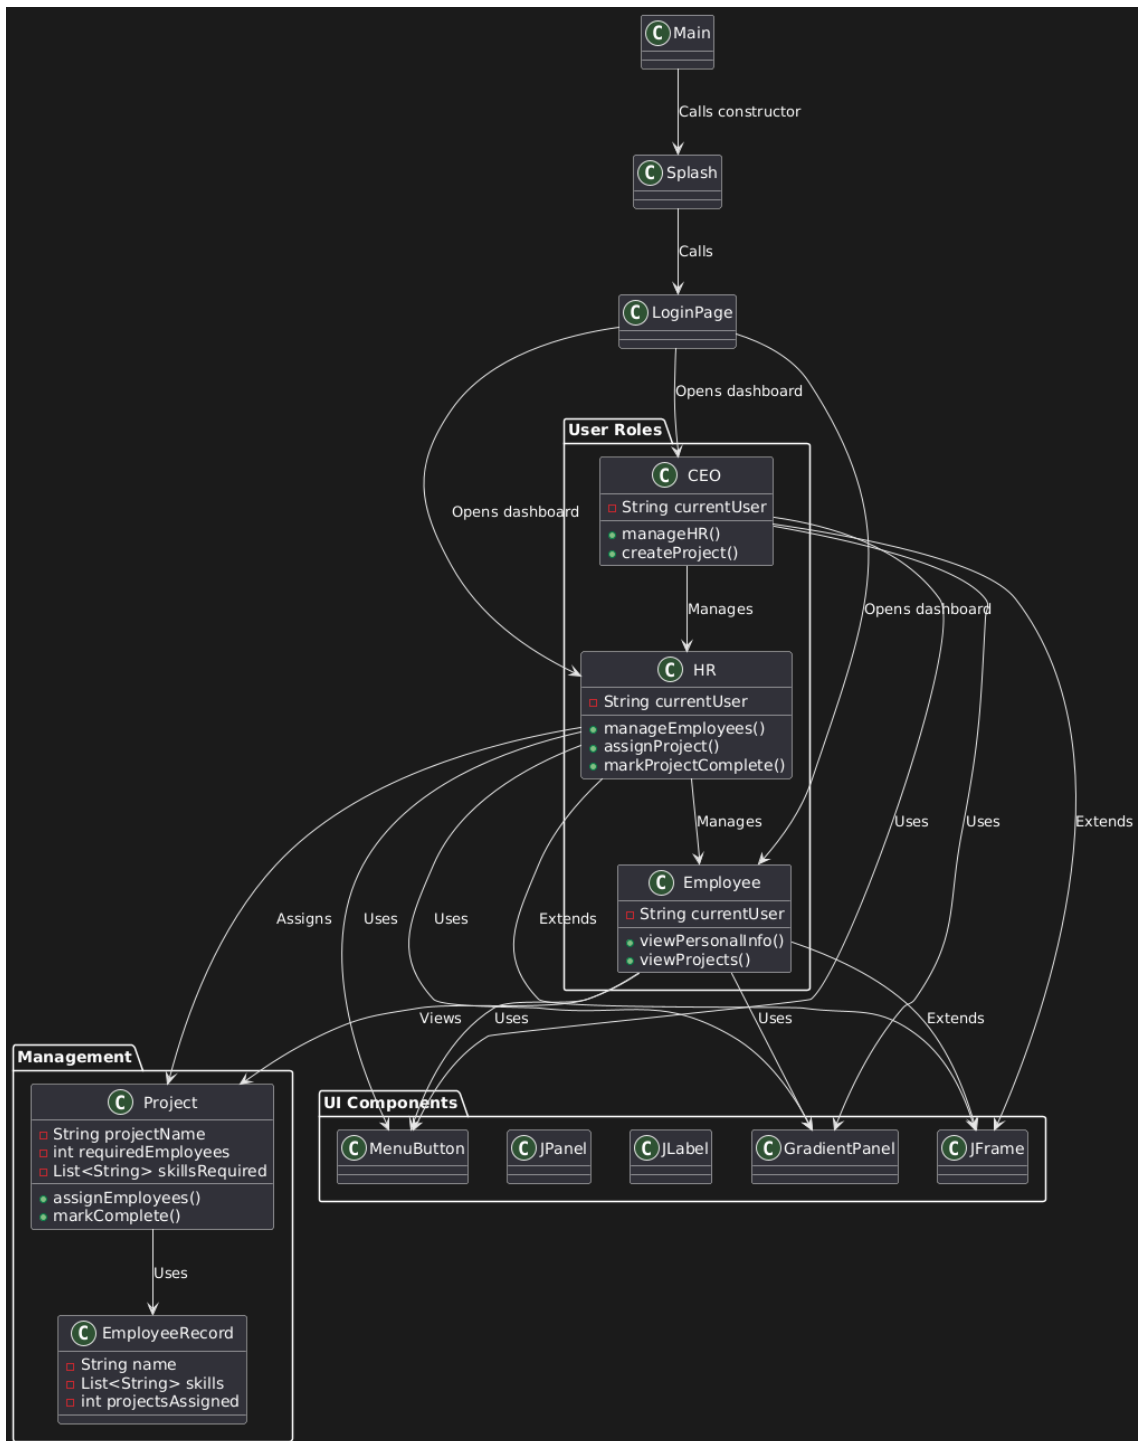 C Main
Calls constructor
C Splash
Calls
C LoginPage
Opens dashboard
User Roles
C CEO
String currentUser
manageHR()
createProject()
Opens dashboard
Manages
Opens dashboard
C HR
String currentUser
manageEmployees()
assignProject()
markProjectComplete()
Manages
Uses
Uses
Extends
C Employee
String currentUser
viewPersonalInfo()
viewProjects()
Assigns
Uses
Uses
Extends
Views
Uses
Uses
Extends
Management
C Project
String projectName
int requiredEmployees
List<String> skillsRequired
assignEmployees()
markComplete()
UI Components
C MenuButton
C JPanel
C JLabel
C GradientPanel
C JFrame
Uses
C EmployeeRecord
String name
List<String> skills
int projectsAssigned